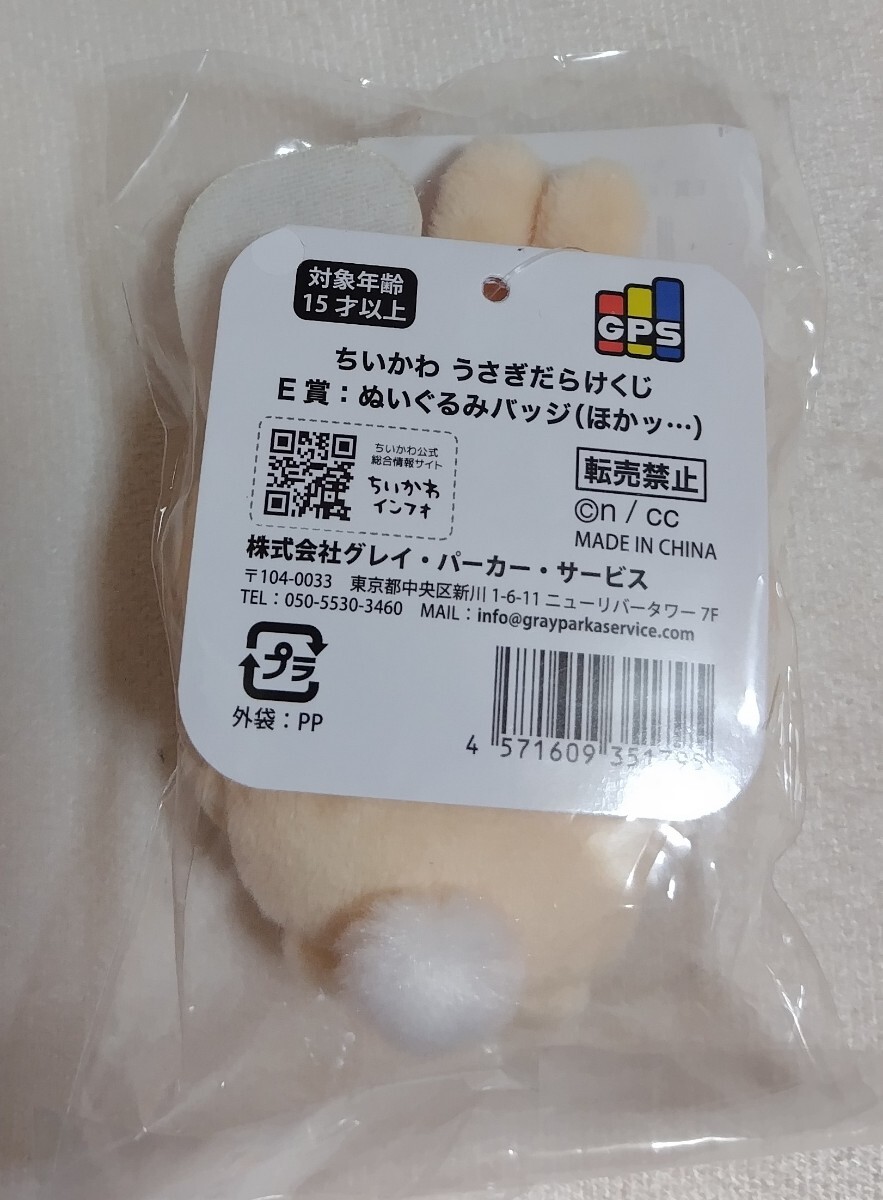 対象年齢
15才以上
GPS
ちいかわ うさぎだらけくじ
E賞：ぬいぐるみバッジ(ほかッ…)
ちいかわ公式
総合情報サイト
ちいかわ
インフォ
転売禁止
©n / cc
MADE IN CHINA
株式会社グレイ・パーカー・サービス
〒104-0033 東京都中央区新川1-6-11 ニューリバータワー 7F
TEL：050-5530-3460 MAIL：info@grayparkaservice.com
プラ
外袋：PP
4 571609